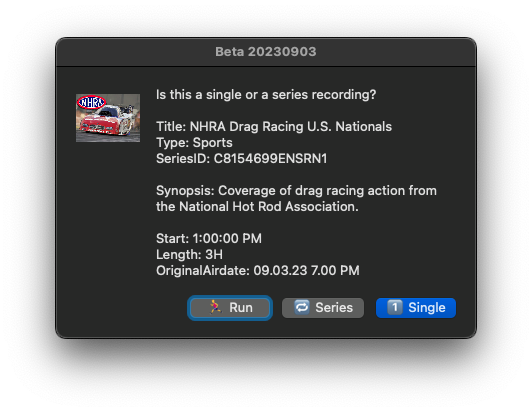 Beta 20230903
NHRA
Is this a single or a series recording?
Title: NHRA Drag Racing U.S. Nationals
Type: Sports
SeriesID: C8154699ENSRN1
Synopsis: Coverage of drag racing action from
the National Hot Rod Association.
Start: 1:00:00 PM
Length: 3H
OriginalAirdate: 09.03.23 7.00 PM
Run
Series
1 Single